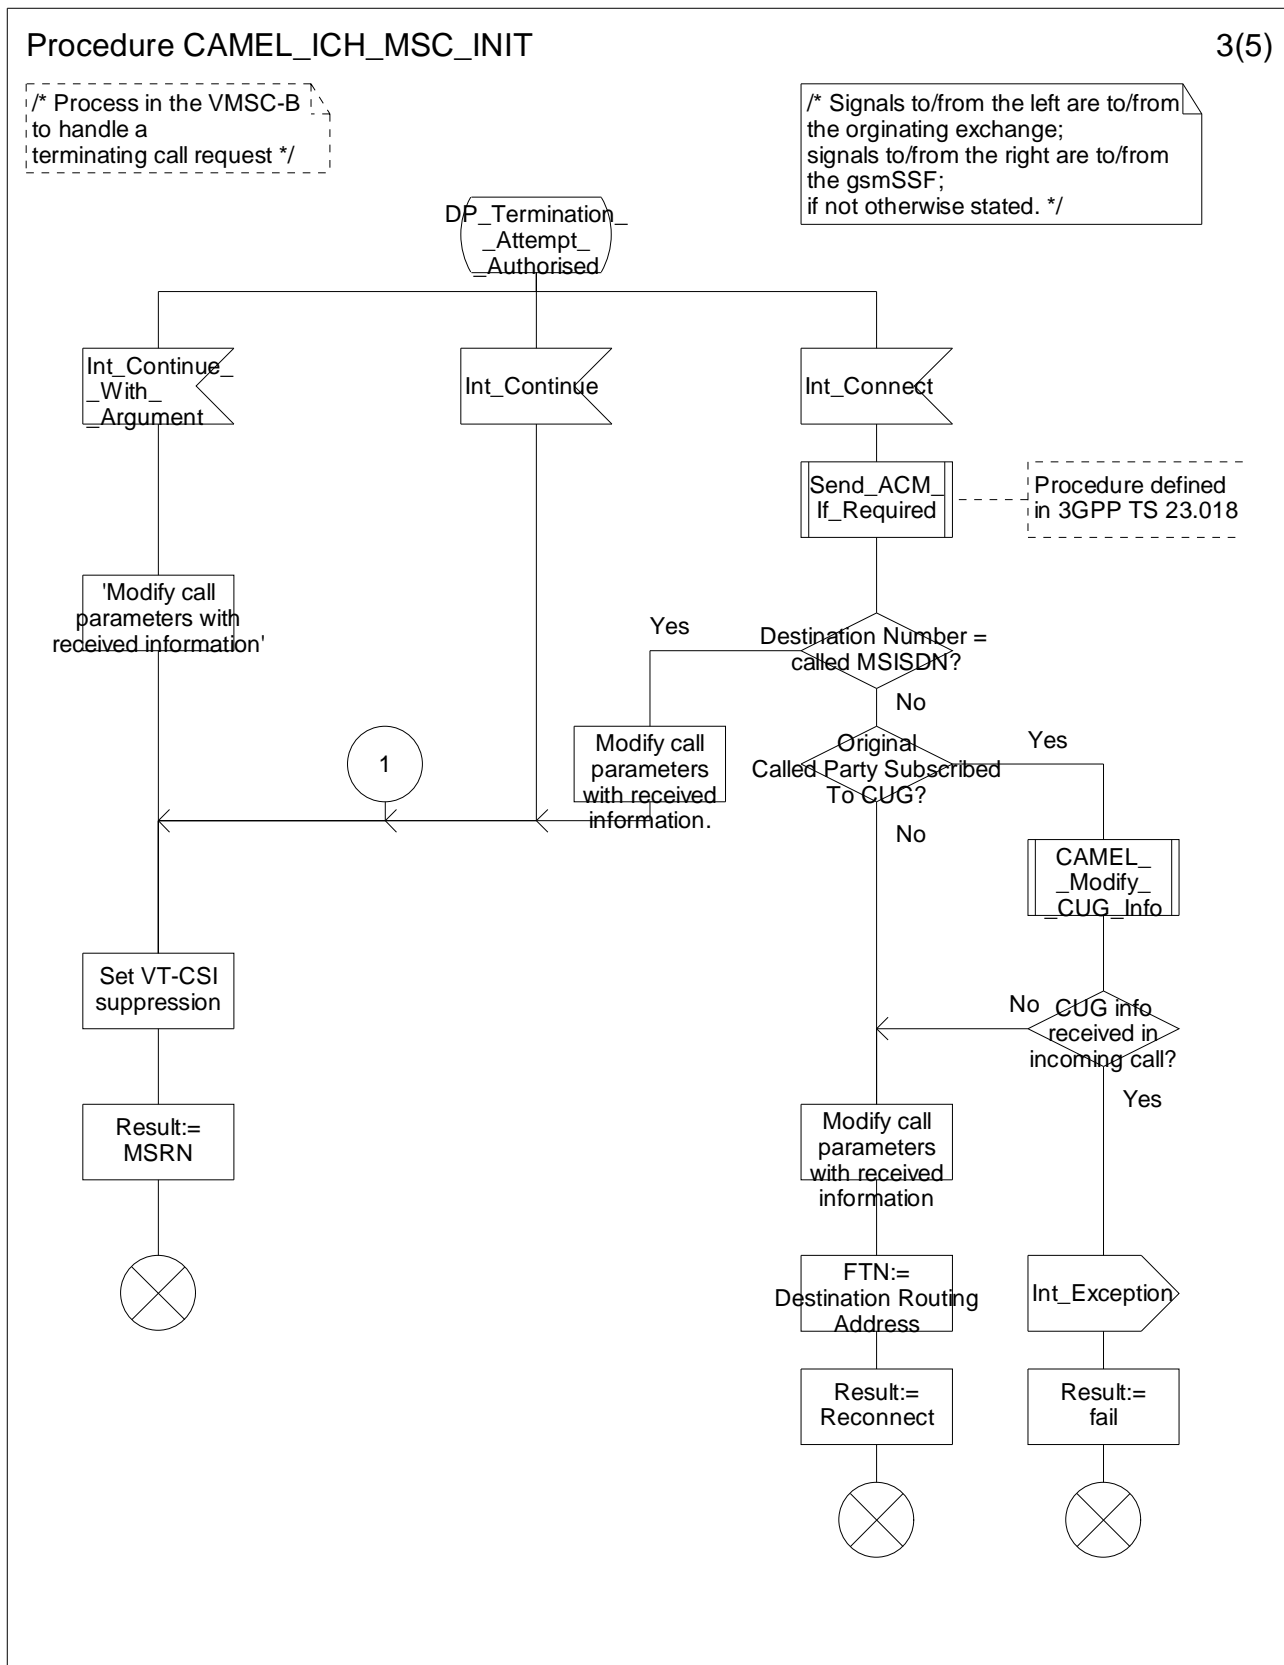 Procedure CAMEL_ICH_MSC_INIT
3(5)
/* Process in the VMSC-B
to handle a
terminating call request */
/* Signals to/from the left are to/from
the orginating exchange;
signals to/from the right are to/from
the gsmSSF;
if not otherwise stated. */
DP_Termination_
_Attempt_
_Authorised
Int_Continue_
_With_
_Argument
Int_Continue
Int_Connect
Send_ACM_
If_Required
Procedure defined
in 3GPP TS 23.018
'Modify call
parameters with
received information'
Yes
Destination Number =
called MSISDN?
No
1
Modify call
parameters
with received
information.
Original
Called Party Subscribed
To CUG?
Yes
No
CAMEL_
_Modify_
_CUG_Info
Set VT-CSI
suppression
No
CUG info
received in
incoming call?
Yes
Result:=
MSRN
Modify call
parameters
with received
information
FTN:=
Destination Routing
Address
Int_Exception
Result:=
Reconnect
Result:=
fail